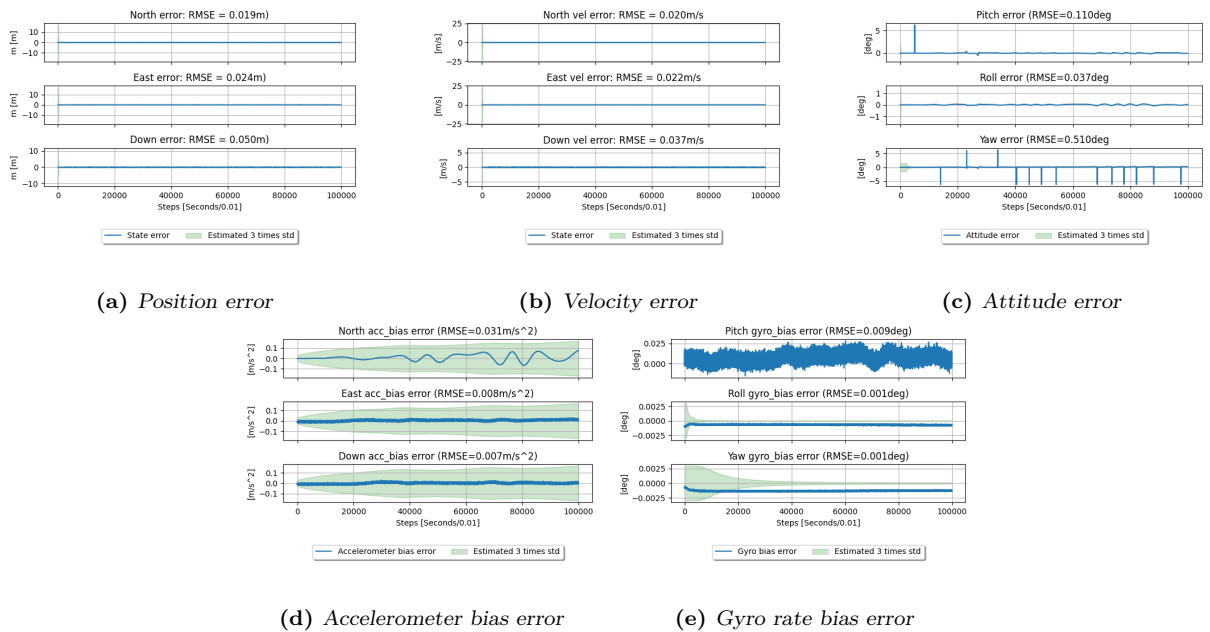 North error: RMSE = 0.019m)
m [m]
10
0
−10
East error: RMSE = 0.024m)
m [m]
10
0
−10
Down error: RMSE = 0.050m)
m [m]
10
0
−10
0 20000 40000 60000 80000 100000
Steps [Seconds/0.01]
State error Estimated 3 times std
(a) Position error
North vel error: RMSE = 0.020m/s
[m/s]
25
0
−25
East vel error: RMSE = 0.022m/s
[m/s]
25
0
−25
Down vel error: RMSE = 0.037m/s
[m/s]
5
0
−5
0 20000 40000 60000 80000 100000
Steps [Seconds/0.01]
State error Estimated 3 times std
(b) Velocity error
Pitch error (RMSE=0.110deg
[deg]
5
0
Roll error (RMSE=0.037deg
[deg]
1
0
−1
Yaw error (RMSE=0.510deg
[deg]
5
0
−5
0 20000 40000 60000 80000 100000
Steps [Seconds/0.01]
Attitude error Estimated 3 times std
(c) Attitude error
North acc_bias error (RMSE=0.031m/s^2)
[m/s^2]
0.1
0.0
−0.1
East acc_bias error (RMSE=0.008m/s^2)
[m/s^2]
0.1
0.0
−0.1
Down acc_bias error (RMSE=0.007m/s^2)
[m/s^2]
0.1
0.0
−0.1
0 20000 40000 60000 80000 100000
Steps [Seconds/0.01]
Accelerometer bias error Estimated 3 times std
(d) Accelerometer bias error
Pitch gyro_bias error (RMSE=0.009deg)
[deg]
0.025
0.000
Roll gyro_bias error (RMSE=0.001deg)
[deg]
0.0025
0.0000
−0.0025
Yaw gyro_bias error (RMSE=0.001deg)
[deg]
0.0025
0.0000
−0.0025
0 20000 40000 60000 80000 100000
Steps [Seconds/0.01]
Gyro bias error Estimated 3 times std
(e) Gyro rate bias error